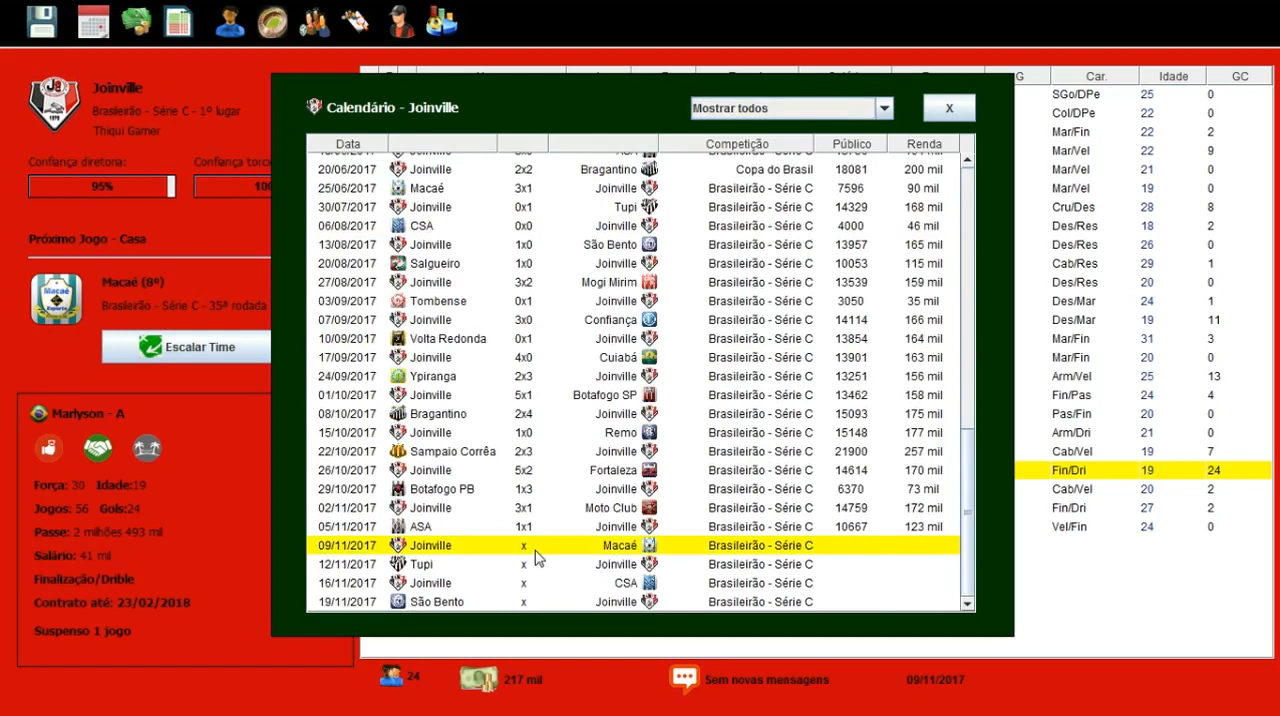 Joinville
Brasileirão - Série C - 1º lugar
Thiqui Gamer
Confiança diretoria:
Confiança torc
95%
100
Próximo Jogo - Casa
Macaé (8º)
Brasileirão - Série C - 35ª rodada
Escalar Time
Marlyson - A
Força: 30 Idade:19
Jogos: 56 Gols:24
Passe: 2 milhões 493 mil
Salário: 41 mil
Finalização/Drible
Contrato até: 23/02/2018
Suspenso 1 jogo
Calendário - Joinville
Mostrar todos
X
Data Competição Público Renda
20/06/2017 Joinville 2x2 Bragantino Copa do Brasil 18081 200 mil
25/06/2017 Macaé 3x1 Joinville Brasileirão - Série C 7596 90 mil
30/07/2017 Joinville 0x1 Tupi Brasileirão - Série C 14329 168 mil
06/08/2017 CSA 0x0 Joinville Brasileirão - Série C 4000 46 mil
13/08/2017 Joinville 1x0 São Bento Brasileirão - Série C 13957 165 mil
20/08/2017 Salgueiro 1x0 Joinville Brasileirão - Série C 10053 115 mil
27/08/2017 Joinville 3x2 Mogi Mirim Brasileirão - Série C 13539 159 mil
03/09/2017 Tombense 0x1 Joinville Brasileirão - Série C 3050 35 mil
07/09/2017 Joinville 3x0 Confiança Brasileirão - Série C 14114 166 mil
10/09/2017 Volta Redonda 0x1 Joinville Brasileirão - Série C 13854 164 mil
17/09/2017 Joinville 4x0 Cuiabá Brasileirão - Série C 13901 163 mil
24/09/2017 Ypiranga 2x3 Joinville Brasileirão - Série C 13251 156 mil
01/10/2017 Joinville 5x1 Botafogo SP Brasileirão - Série C 13462 158 mil
08/10/2017 Bragantino 2x4 Joinville Brasileirão - Série C 15093 175 mil
15/10/2017 Joinville 1x0 Remo Brasileirão - Série C 15148 177 mil
22/10/2017 Sampaio Corrêa 2x3 Joinville Brasileirão - Série C 21900 257 mil
26/10/2017 Joinville 5x2 Fortaleza Brasileirão - Série C 14614 170 mil
29/10/2017 Botafogo PB 1x3 Joinville Brasileirão - Série C 6370 73 mil
02/11/2017 Joinville 3x1 Moto Club Brasileirão - Série C 14759 172 mil
05/11/2017 ASA 1x1 Joinville Brasileirão - Série C 10667 123 mil
09/11/2017 Joinville x Macaé Brasileirão - Série C
12/11/2017 Tupi x Joinville Brasileirão - Série C
16/11/2017 Joinville x CSA Brasileirão - Série C
19/11/2017 São Bento x Joinville Brasileirão - Série C
G Car. Idade GC
SGo/DPe 25 0
Col/DPe 22 0
Mar/Fin 22 2
Mar/Vel 22 9
Mar/Vel 21 0
Mar/Vel 19 0
Cru/Des 28 8
Des/Res 18 2
Des/Res 26 0
Cab/Res 29 1
Des/Res 20 0
Des/Mar 24 1
Des/Mar 19 11
Mar/Fin 31 3
Mar/Fin 20 0
Arm/Vel 25 13
Fin/Pas 24 4
Pas/Fin 20 0
Arm/Dri 21 0
Cab/Vel 19 7
Fin/Dri 19 24
Cab/Vel 20 2
Fin/Dri 27 2
Vel/Fin 24 0
24
217 mil
Sem novas mensagens
09/11/2017